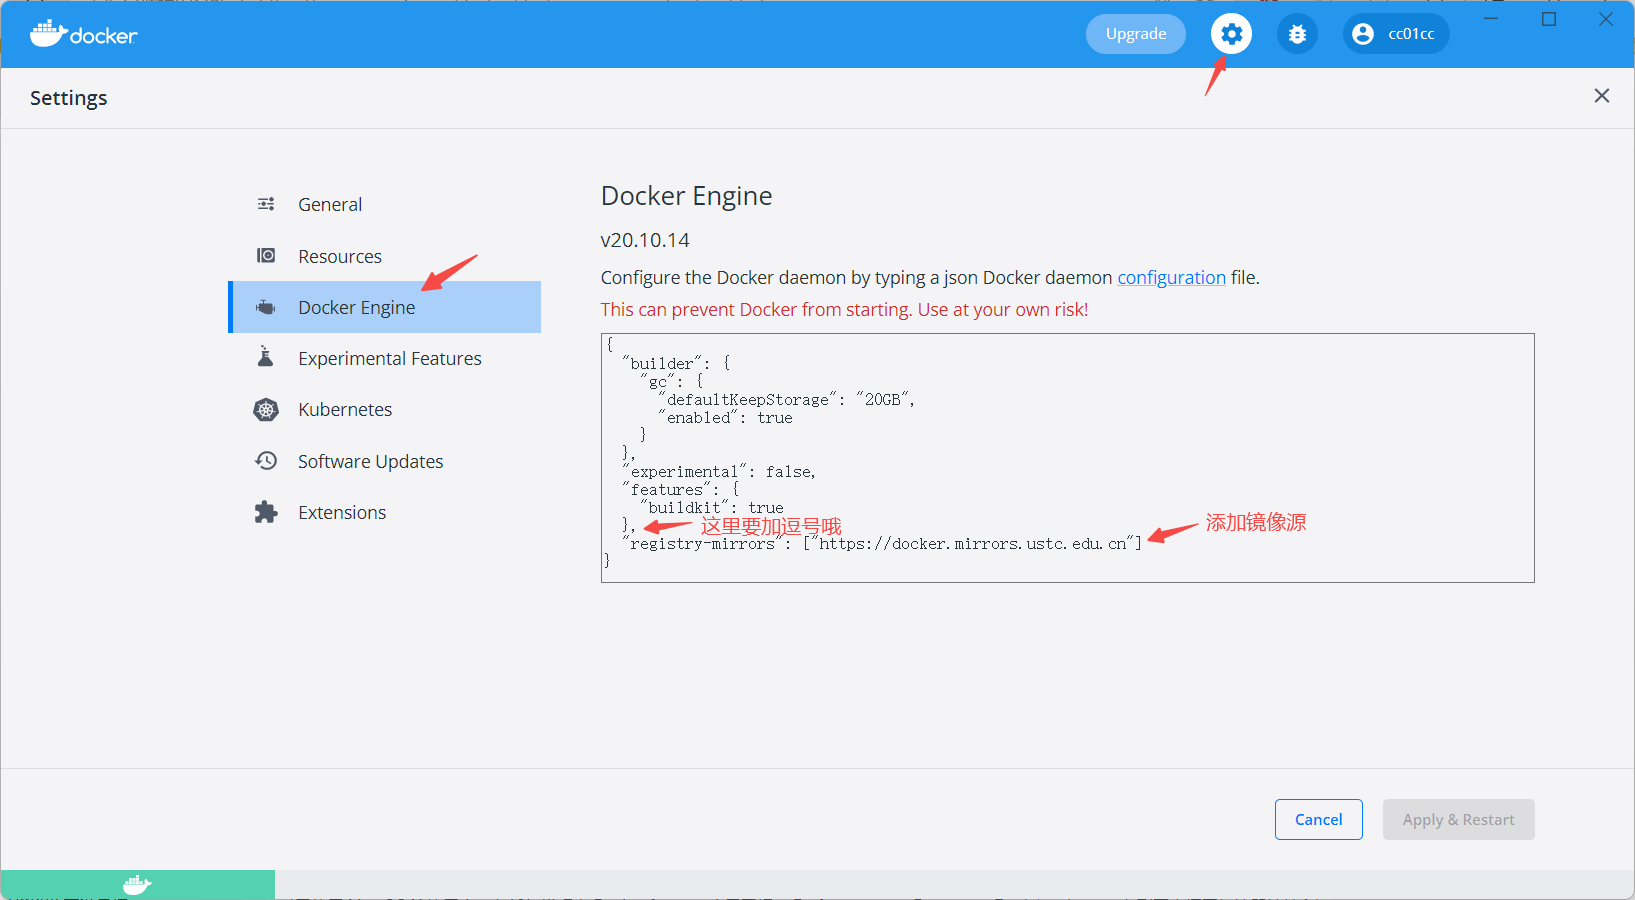 docker
Upgrade
cc01cc
Settings
General
Resources
Docker Engine
Experimental Features
Kubernetes
Software Updates
Extensions
Docker Engine
v20.10.14
Configure the Docker daemon by typing a json Docker daemon configuration file.
This can prevent Docker from starting. Use at your own risk!
{
  "builder": {
    "gc": {
      "defaultKeepStorage": "20GB",
      "enabled": true
    }
  },
  "experimental": false,
  "features": {
    "buildkit": true
  },
这里要加逗号哦
添加镜像源
  "registry-mirrors": ["https://docker.mirrors.ustc.edu.cn"]
}
Cancel
Apply & Restart